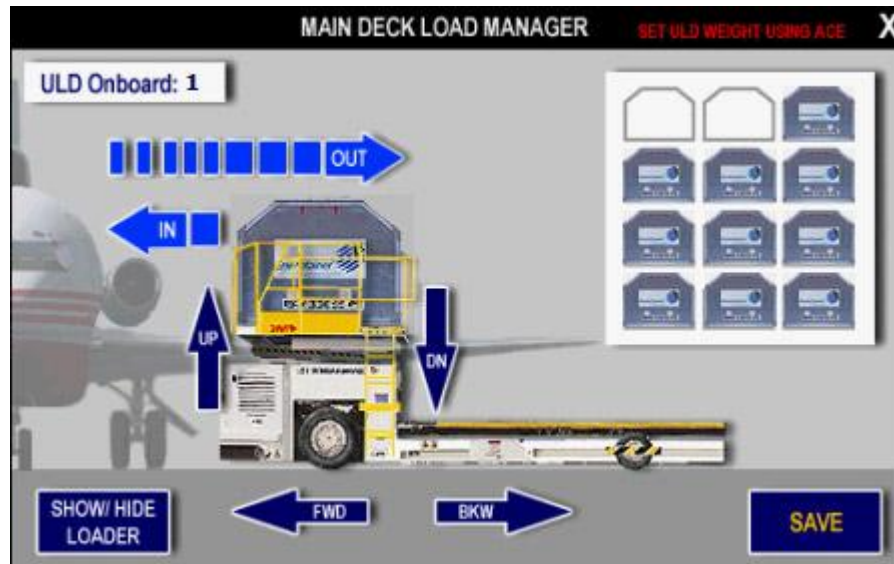 MAIN DECK LOAD MANAGER
SET ULD WEIGHT USING ACE
X
ULD Onboard: 1
OUT
IN
UP
DN
SHOW/ HIDE
LOADER
FWD
BKW
SAVE